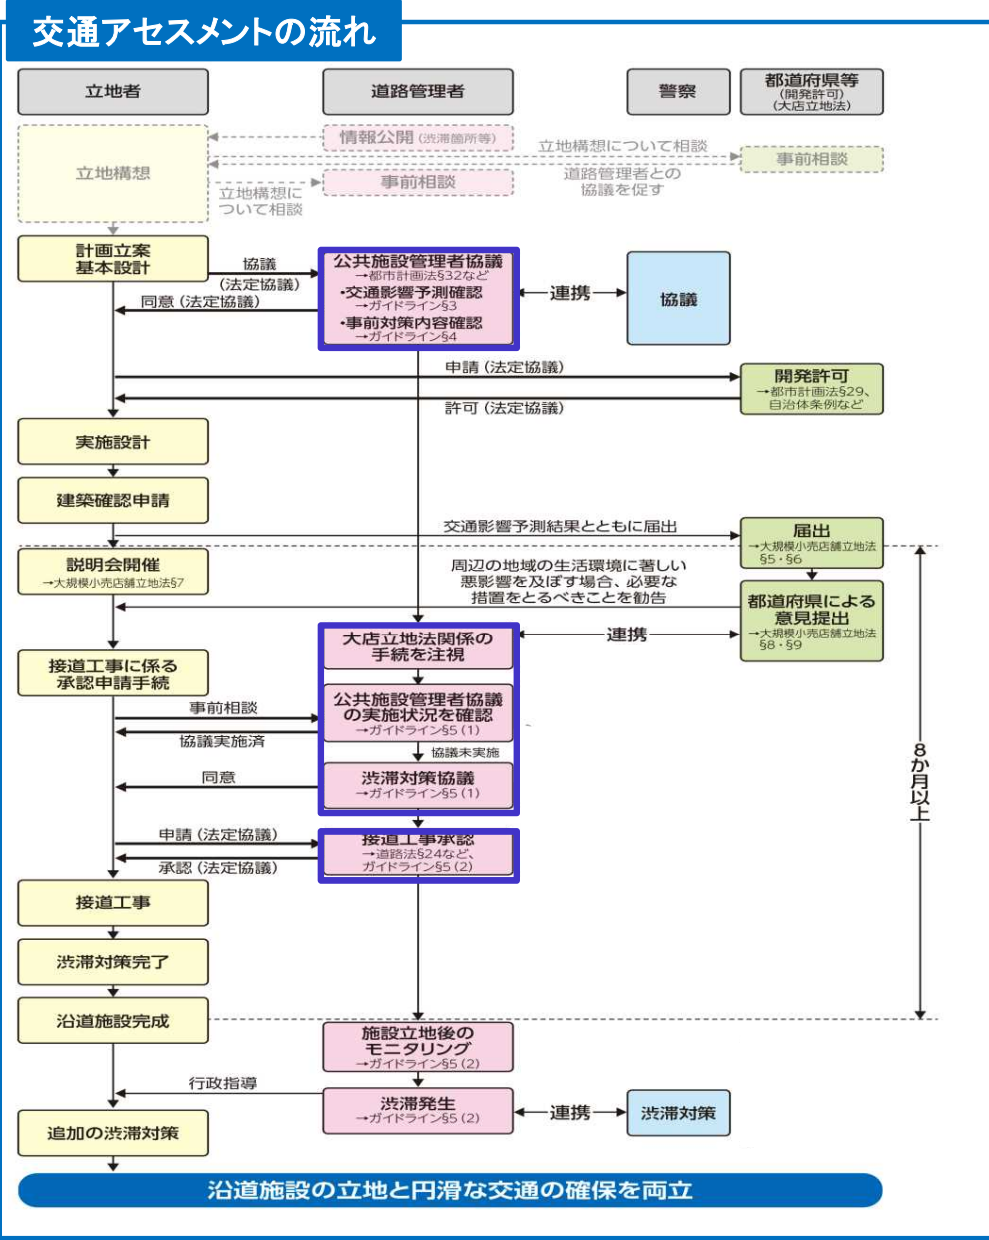 交通アセスメントの流れ
立地者
道路管理者
警察
都道府県等
(開発許可)
(大店立地法)
立地構想
情報公開(渋滞箇所等)
立地構想について相談
事前相談
事前相談
道路管理者との
協議を促す
立地構想に
ついて相談
計画立案
基本設計
協議
(法定協議)
同意(法定協議)
公共施設管理者協議
→都市計画法§32など
・交通影響予測確認
→ガイドライン§3
・事前対策内容確認
→ガイドライン§4
連携
協議
申請(法定協議)
許可(法定協議)
開発許可
→都市計画法§29、
自治体条例など
実施設計
建築確認申請
交通影響予測結果とともに届出
届出
→大規模小売店舗立地法
§5・§6
説明会開催
→大規模小売店舗立地法§7
周辺の地域の生活環境に著しい
悪影響を及ぼす場合、必要な
措置をとるべきことを勧告
都道府県による
意見提出
→大規模小売店舗立地法
§8・§9
大店立地法関係の
手続を注視
連携
接道工事に係る
承認申請手続
事前相談
協議実施済
公共施設管理者協議
の実施状況を確認
→ガイドライン§5(1)
協議未実施
同意
渋滞対策協議
→ガイドライン§5(1)
8か月以上
申請(法定協議)
承認(法定協議)
接道工事承認
→道路法§24など、
ガイドライン§5(2)
接道工事
渋滞対策完了
沿道施設完成
施設立地後の
モニタリング
→ガイドライン§5(2)
行政指導
渋滞発生
→ガイドライン§5(2)
連携
渋滞対策
追加の渋滞対策
沿道施設の立地と円滑な交通の確保を両立